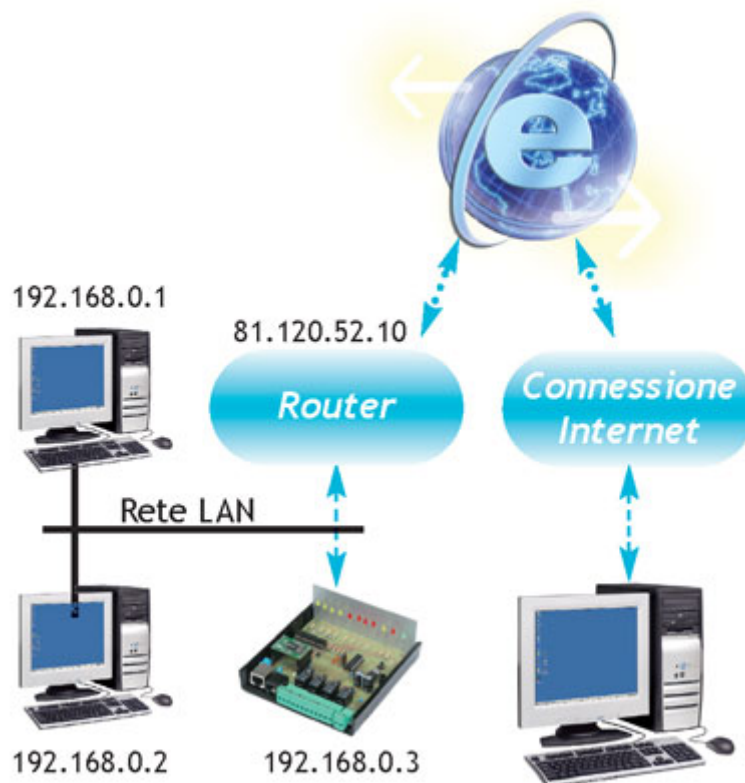 e
192.168.0.1
81.120.52.10
Router
Connessione
Internet
Rete LAN
192.168.0.2
192.168.0.3